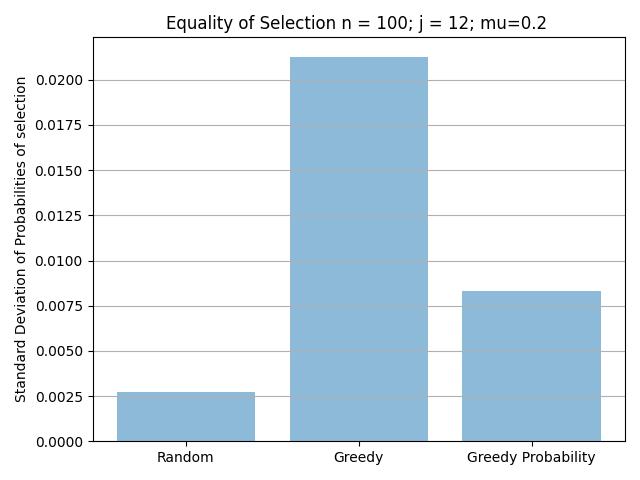 Equality of Selection n = 100; j = 12; mu=0.2
Standard Deviation of Probabilities of selection
0.0200
0.0175
0.0150
0.0125
0.0100
0.0075
0.0050
0.0025
0.0000
Random
Greedy
Greedy Probability